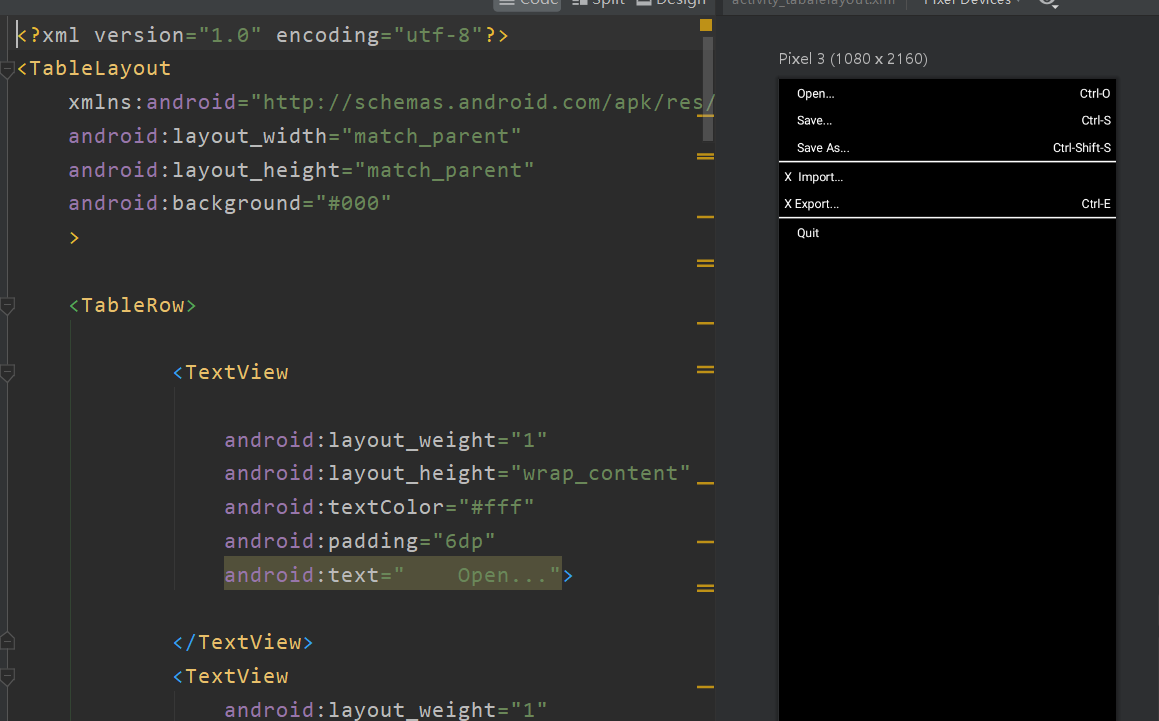 Code Split Design
activity_tabalelayout.xml Pixel Devices
<?xml version="1.0" encoding="utf-8"?>
<TableLayout
xmlns:android="http://schemas.android.com/apk/res/
android:layout_width="match_parent"
android:layout_height="match_parent"
android:background="#000"
>
<TableRow>
<TextView
android:layout_weight="1"
android:layout_height="wrap_content"
android:textColor="#fff"
android:padding="6dp"
android:text="    Open...">
</TextView>
<TextView
android:layout_weight="1"
Pixel 3 (1080 x 2160)
Open... Ctrl-O
Save... Ctrl-S
Save As... Ctrl-Shift-S
X Import...
X Export... Ctrl-E
Quit